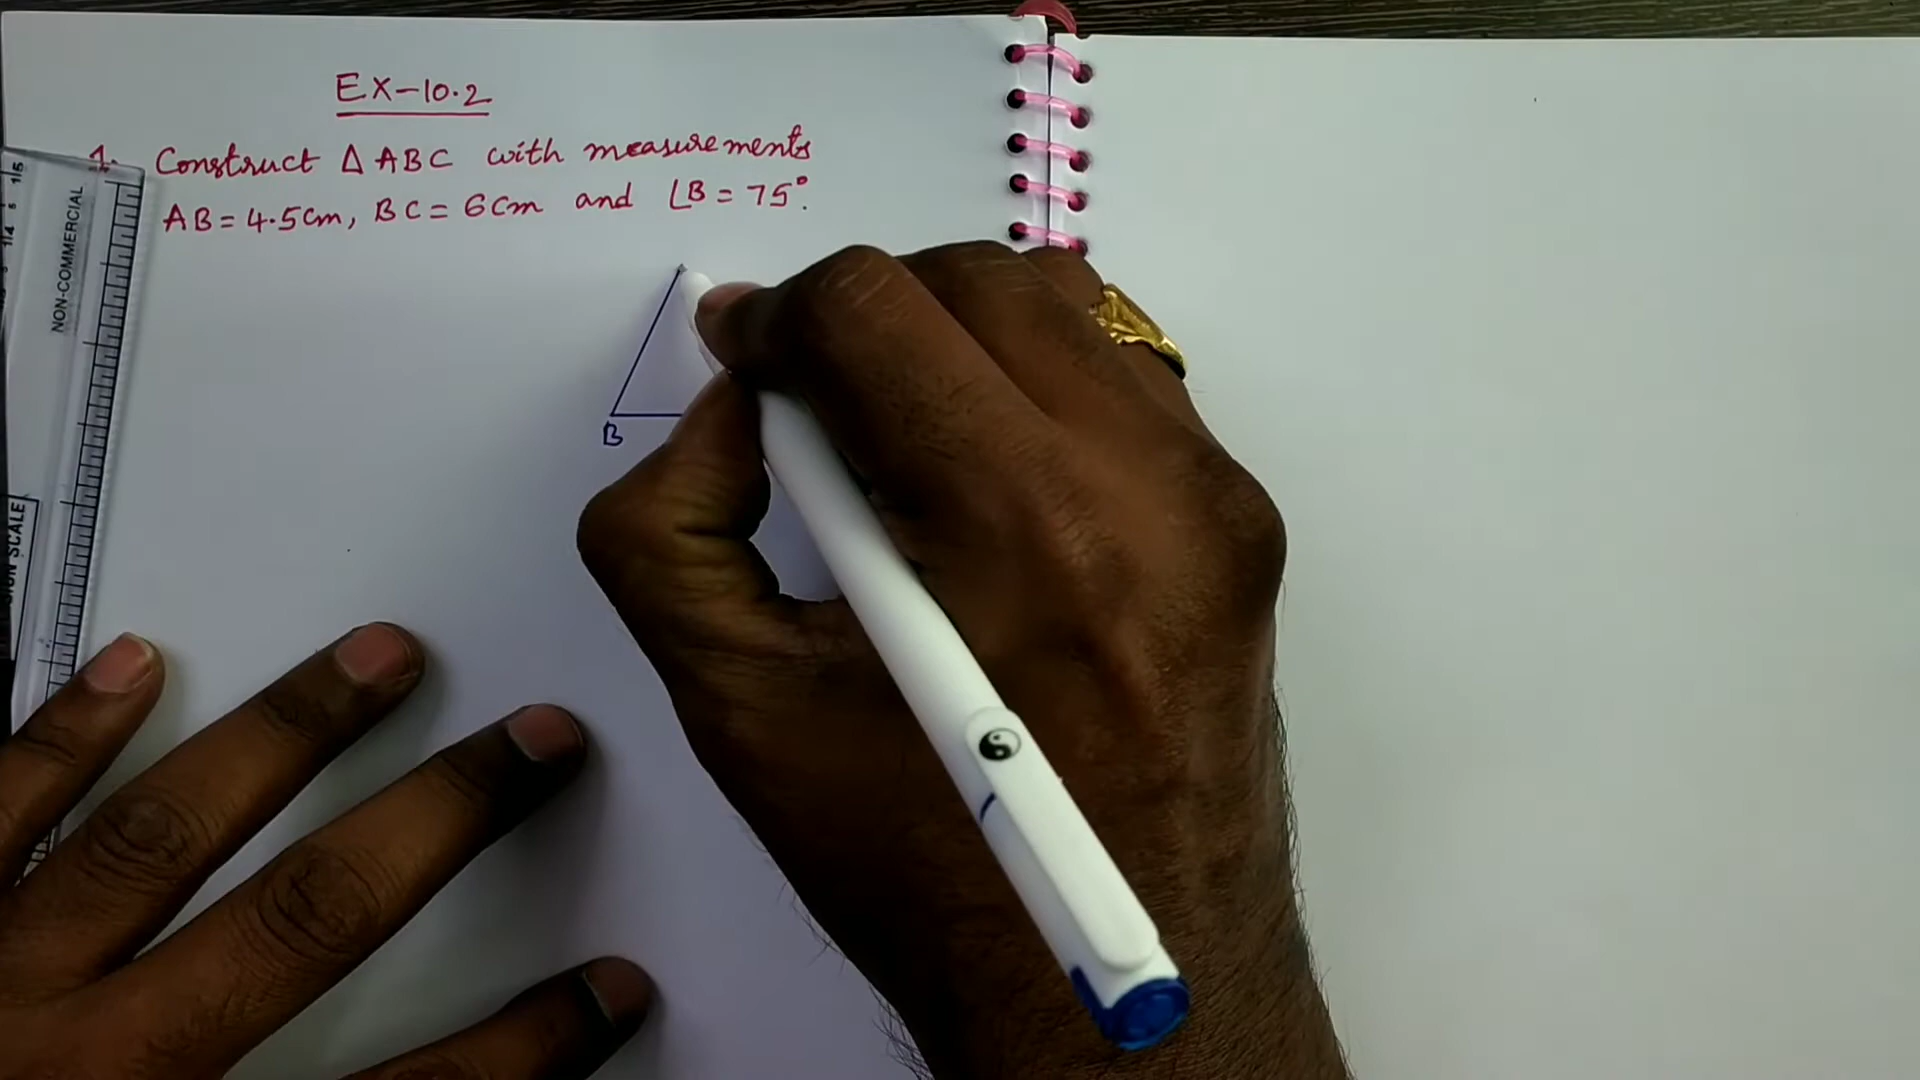 EX-10.2
1. Construct Δ ABC with measurements
AB = 4.5cm, BC = 6cm and ∠B = 75°.
NON-COMMERCIAL
B